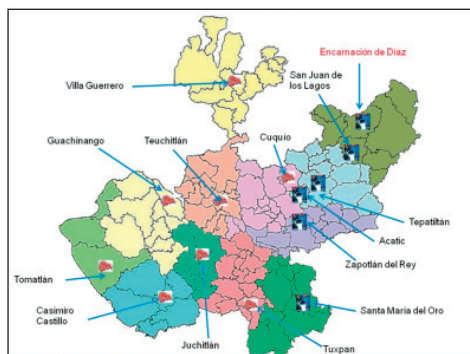 Encarnación de Díaz
San Juan de
los Lagos
Villa Guerrero
Cuquío
Guachinango
Teuchitlán
Tepatitlán
Acatic
Zapotlán del Rey
Tomatlán
Casimiro
Castillo
Juchitlán
Santa María del Oro
Tuxpan